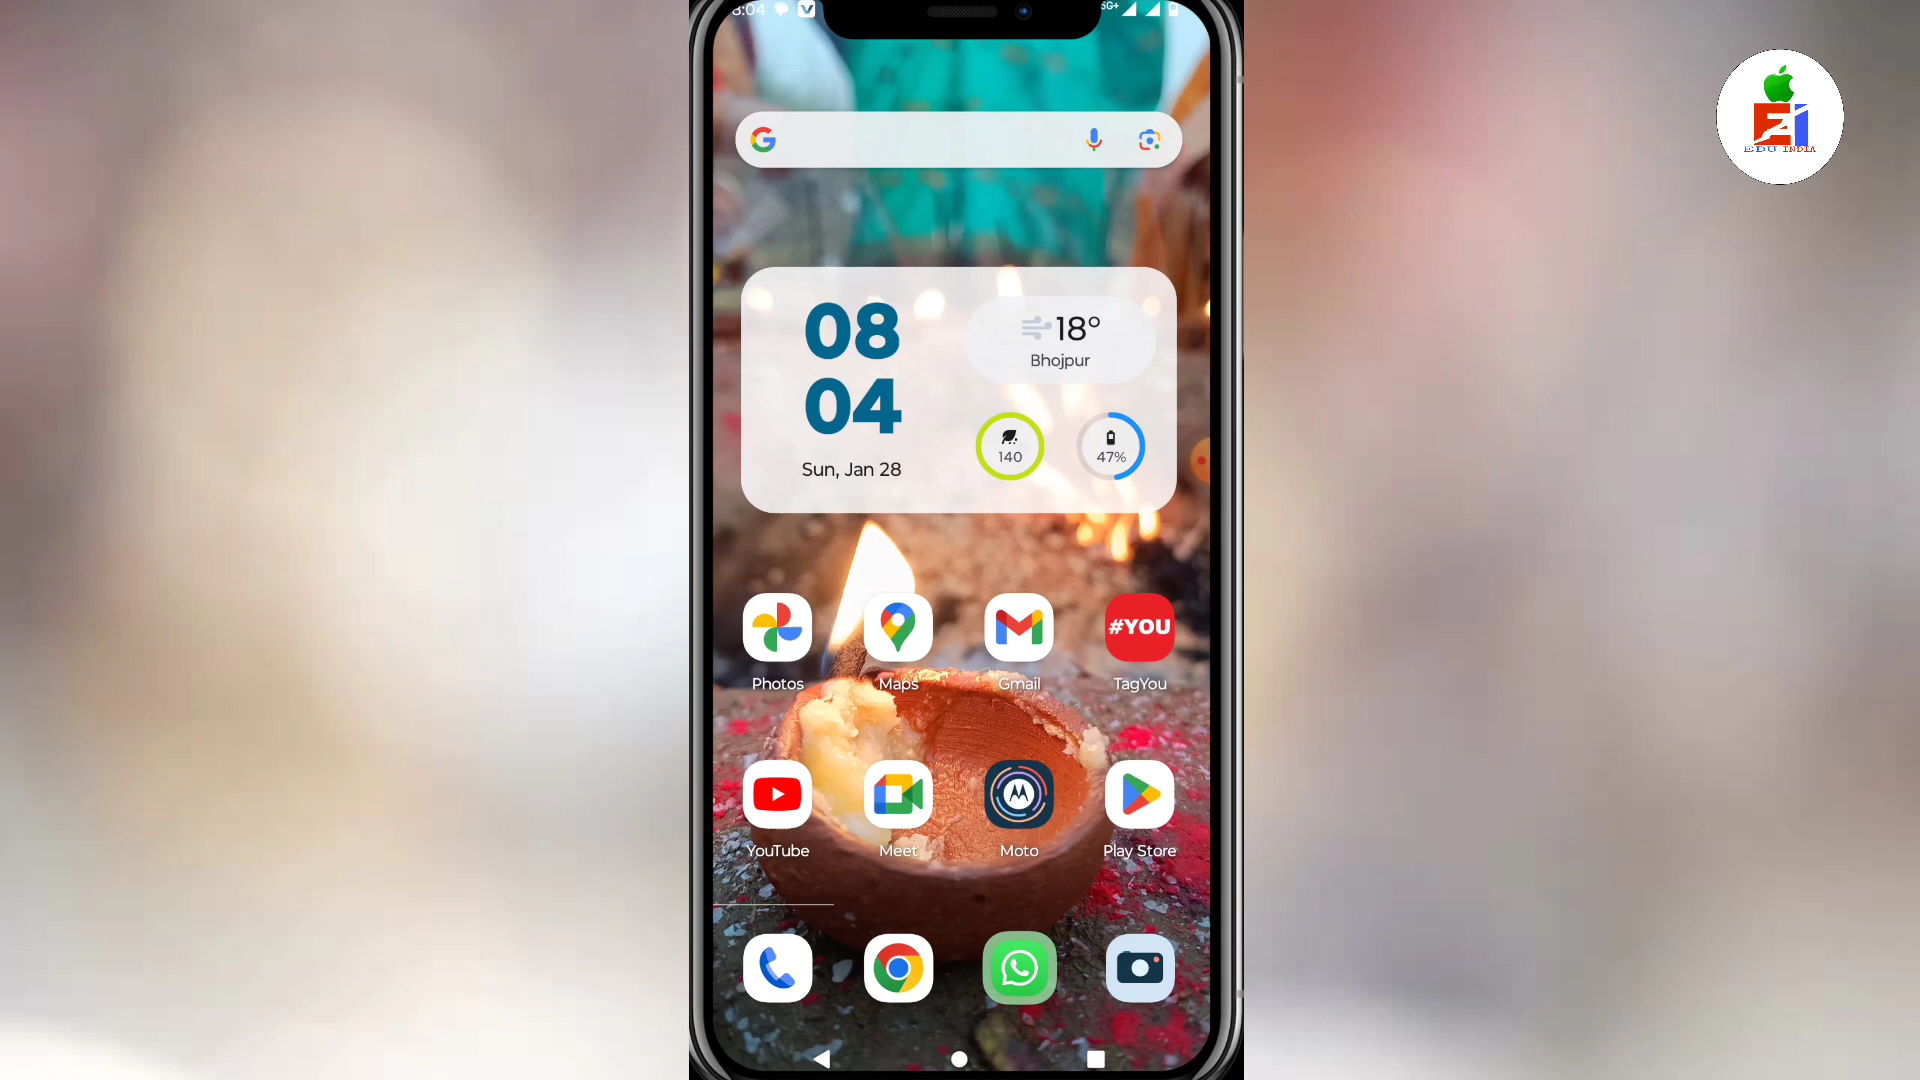 8:04
5G+
08
04
Sun, Jan 28
18°
Bhojpur
140
47%
Photos
Maps
Gmail
#YOU
TagYou
YouTube
Meet
Moto
Play Store
EDU INDIA